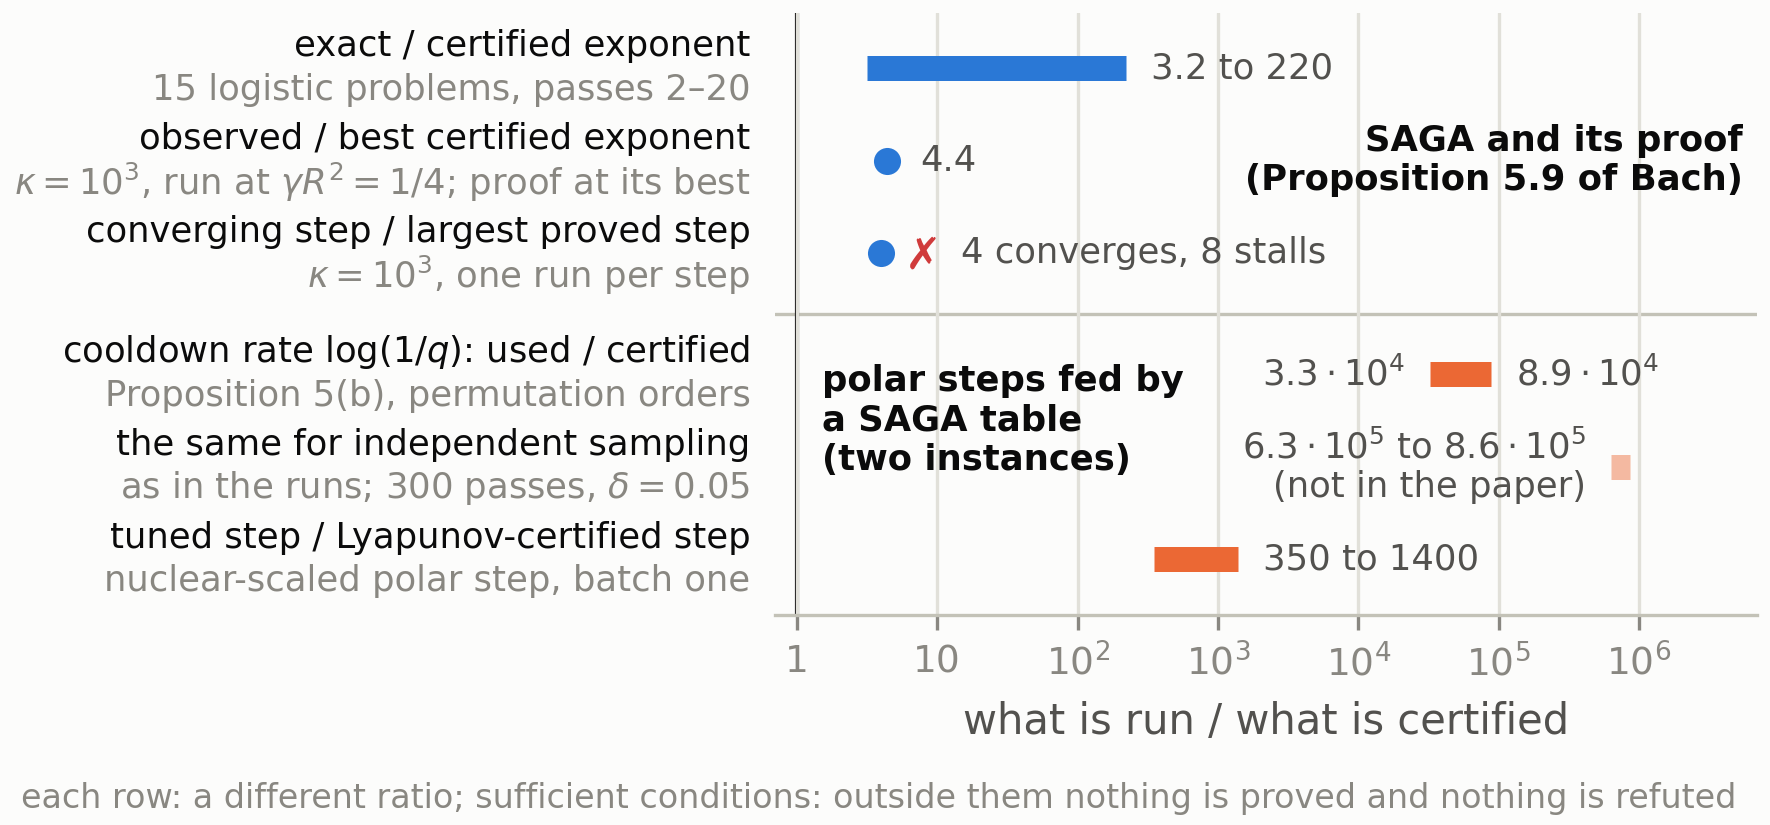 exact / certified exponent
15 logistic problems, passes 2–20
3.2 to 220
observed / best certified exponent
κ = 10³, run at γR² = 1/4; proof at its best
4.4
SAGA and its proof
(Proposition 5.9 of Bach)
converging step / largest proved step
κ = 10³, one run per step
✗ 4 converges, 8 stalls
cooldown rate log(1/q): used / certified
Proposition 5(b), permutation orders
polar steps fed by
a SAGA table
(two instances)
3.3 · 10⁴
8.9 · 10⁴
the same for independent sampling
as in the runs; 300 passes, δ = 0.05
6.3 · 10⁵ to 8.6 · 10⁵
(not in the paper)
tuned step / Lyapunov-certified step
nuclear-scaled polar step, batch one
350 to 1400
1 10 10² 10³ 10⁴ 10⁵ 10⁶
what is run / what is certified
each row: a different ratio; sufficient conditions: outside them nothing is proved and nothing is refuted